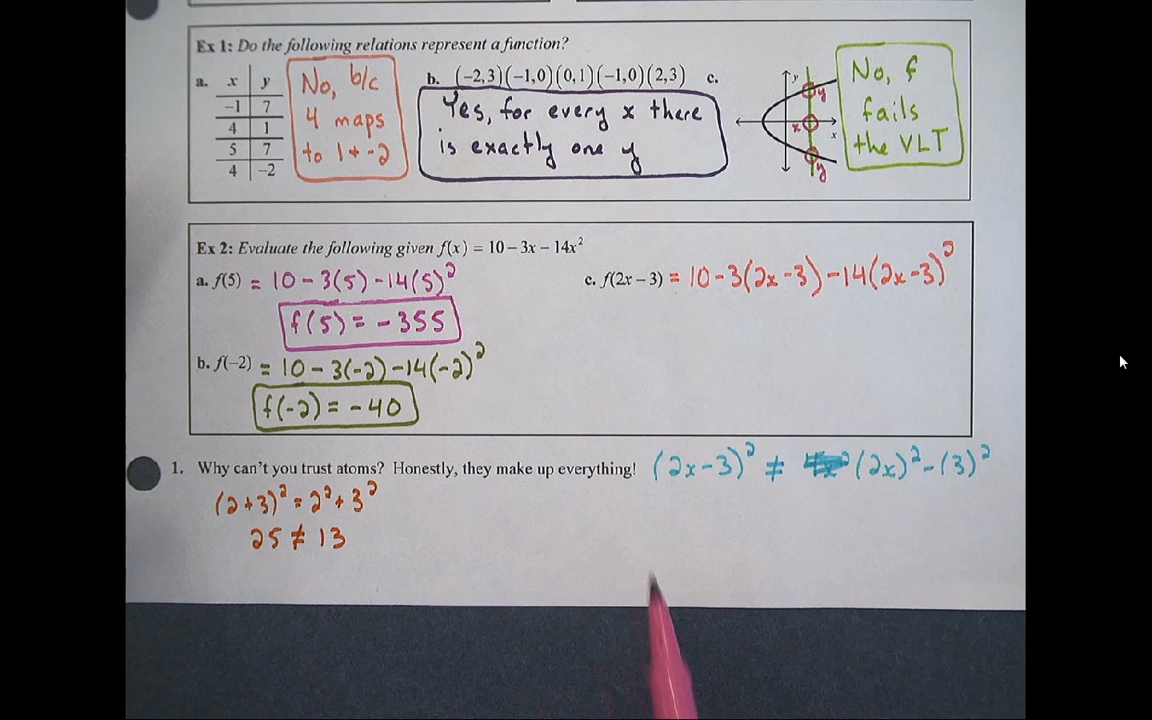 Ex 1: Do the following relations represent a function?
a. x y
-1 7
4 1
5 7
4 -2
No, b/c
4 maps
to 1 + -2
b. (-2,3)(-1,0)(0,1)(-1,0)(2,3)
Yes, for every x there
is exactly one y
c.
y
y
x
x
y
No, f
fails
the VLT
Ex 2: Evaluate the following given f(x) = 10 – 3x – 14x²
a. f(5) = 10 - 3(5) - 14(5)²
f(5) = -355
b. f(-2) = 10 - 3(-2) - 14(-2)²
f(-2) = -40
c. f(2x – 3) = 10 - 3(2x - 3) - 14(2x - 3)²
1. Why can't you trust atoms? Honestly, they make up everything! (2x - 3)² ≠ (2x)² - (3)²
(2+3)² = 2² + 3²
25 ≠ 13